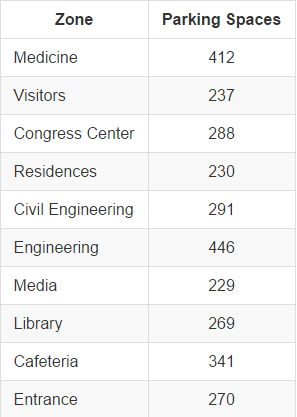 Zone Parking Spaces
Medicine 412
Visitors 237
Congress Center 288
Residences 230
Civil Engineering 291
Engineering 446
Media 229
Library 269
Cafeteria 341
Entrance 270